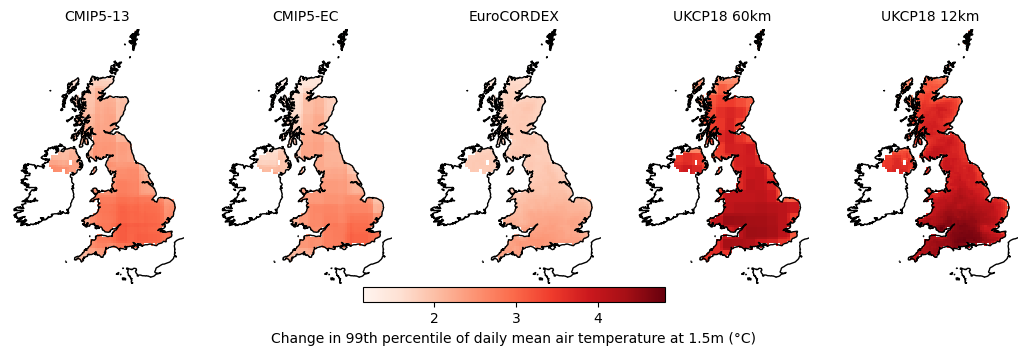 CMIP5-13 CMIP5-EC EuroCORDEX UKCP18 60km UKCP18 12km
2 3 4
Change in 99th percentile of daily mean air temperature at 1.5m (°C)